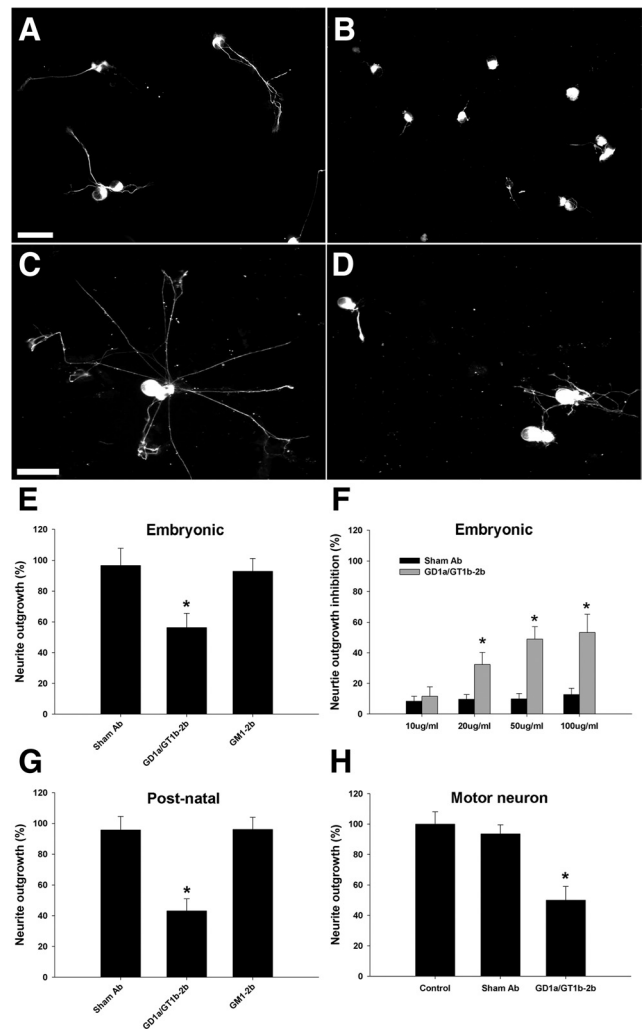 A
B
C
D
E
F
Embryonic
Neurite outgrowth (%)
120
100
80
60
40
20
0
*
Sham Ab
GD1a/GT1b-2b
GM1-2b
Embryonic
Neurtie outgrowth inhibition (%)
120
100
80
60
40
20
0
Sham Ab
GD1a/GT1b-2b
*
*
*
10ug/ml
20ug/ml
50ug/ml
100ug/ml
G
H
Post-natal
Neurite outgrowth (%)
120
100
80
60
40
20
0
*
Sham Ab
GD1a/GT1b-2b
GM1-2b
Motor neuron
Neurite outgrowth (%)
120
100
80
60
40
20
0
*
Control
Sham Ab
GD1a/GT1b-2b